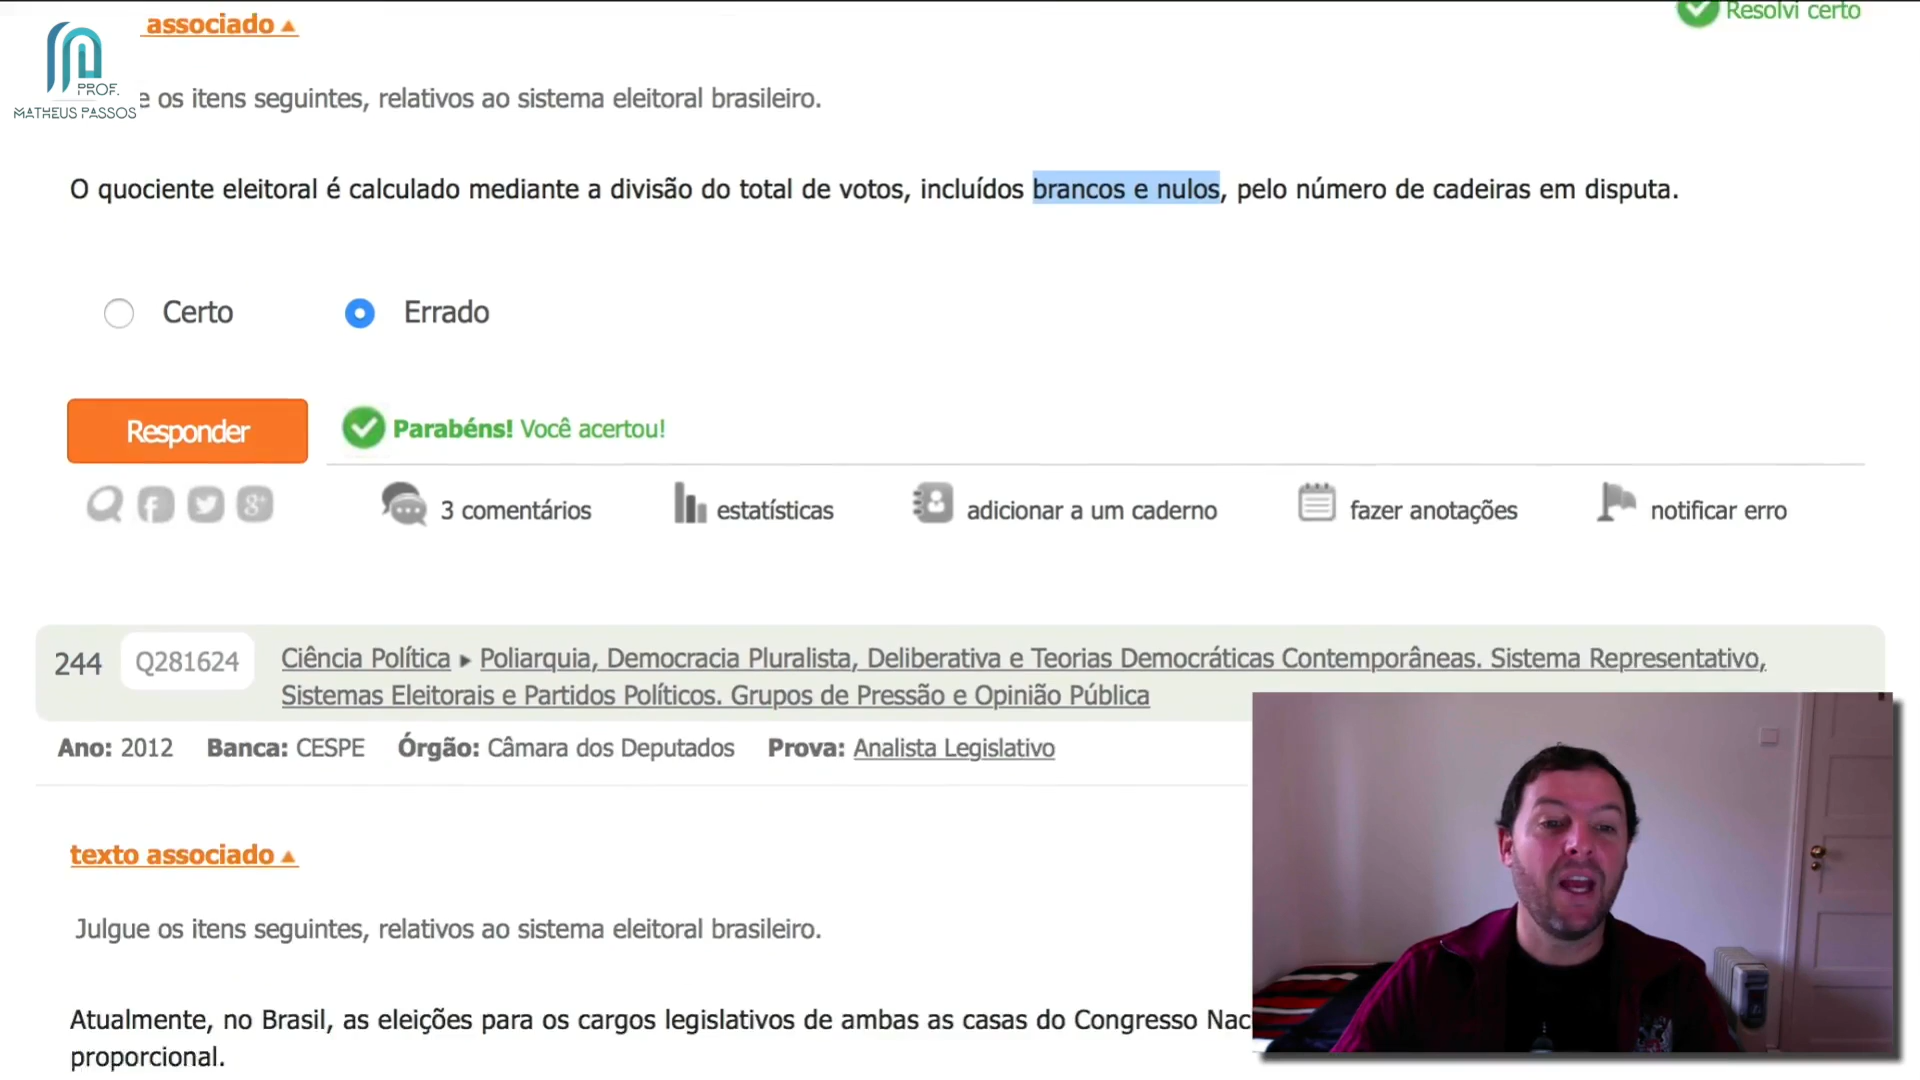 associado
Resolvi certo
PROF.
MATHEUS PASSOS
e os itens seguintes, relativos ao sistema eleitoral brasileiro.
O quociente eleitoral é calculado mediante a divisão do total de votos, incluídos brancos e nulos, pelo número de cadeiras em disputa.
Certo Errado
Responder Parabéns! Você acertou!
3 comentários estatísticas adicionar a um caderno fazer anotações notificar erro
244 Q281624 Ciência Política ▸ Poliarquia, Democracia Pluralista, Deliberativa e Teorias Democráticas Contemporâneas. Sistema Representativo,
Sistemas Eleitorais e Partidos Políticos. Grupos de Pressão e Opinião Pública
Ano: 2012 Banca: CESPE Órgão: Câmara dos Deputados Prova: Analista Legislativo
texto associado
Julgue os itens seguintes, relativos ao sistema eleitoral brasileiro.
Atualmente, no Brasil, as eleições para os cargos legislativos de ambas as casas do Congresso Nac
proporcional.